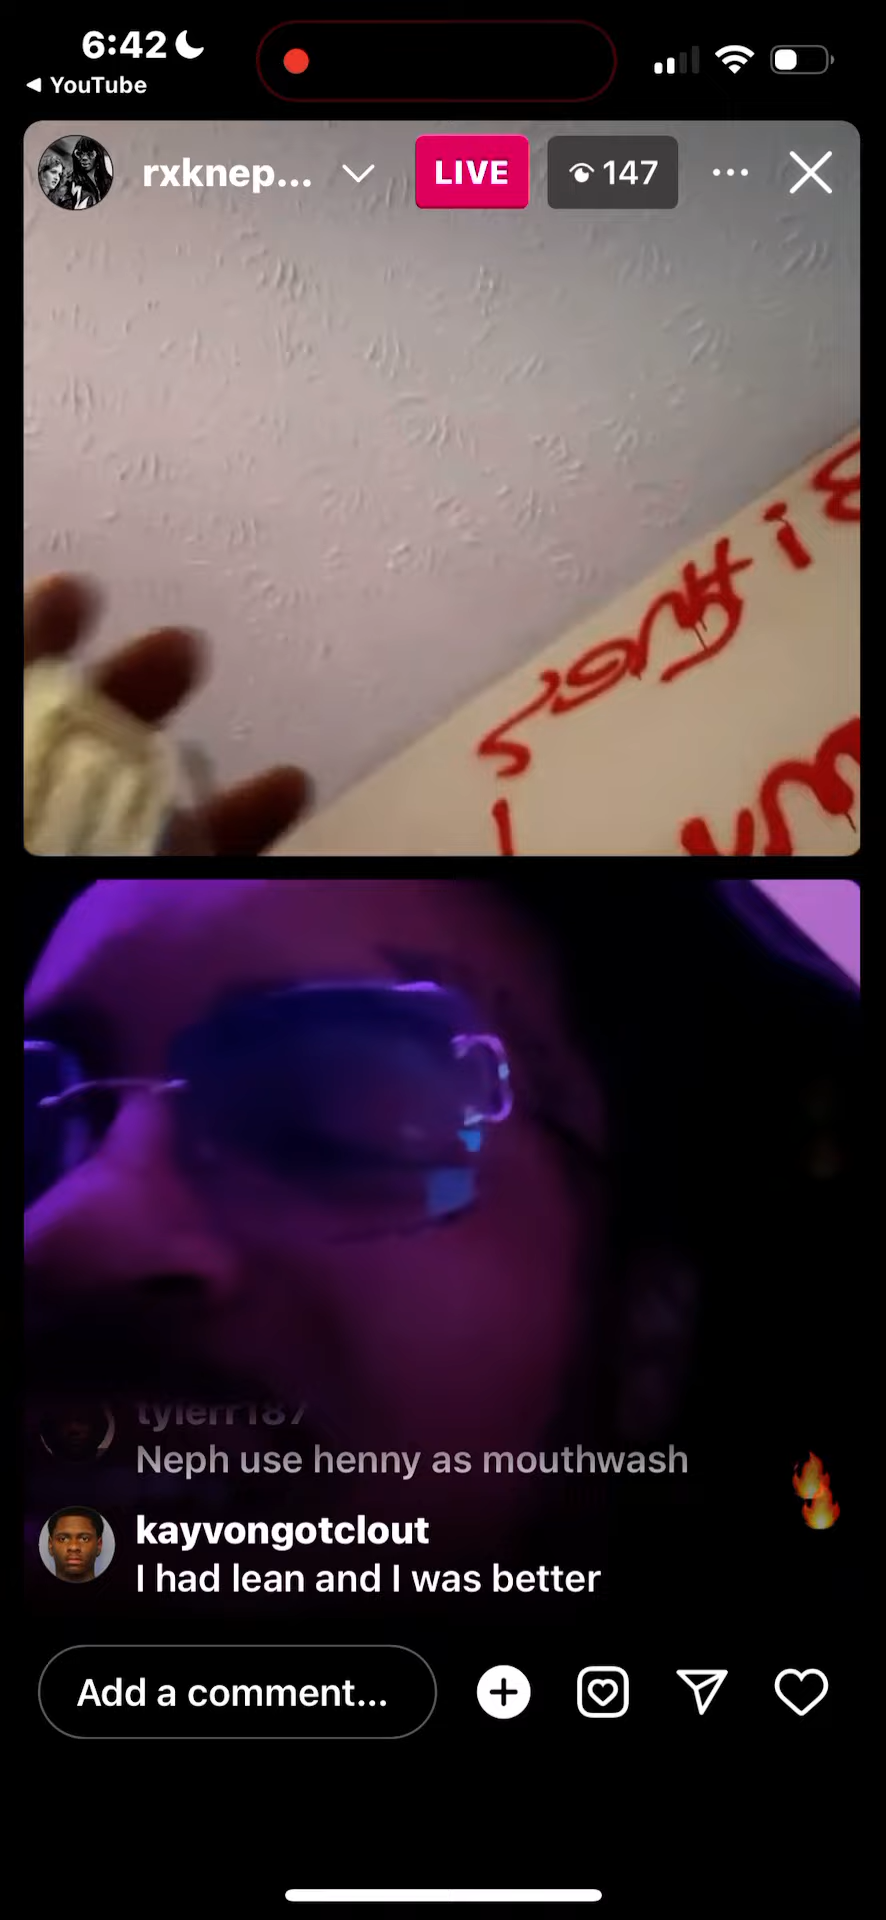 6:42
YouTube
rxknep...
LIVE
147
tylerr187
Neph use henny as mouthwash
kayvongotclout
I had lean and I was better
Add a comment...